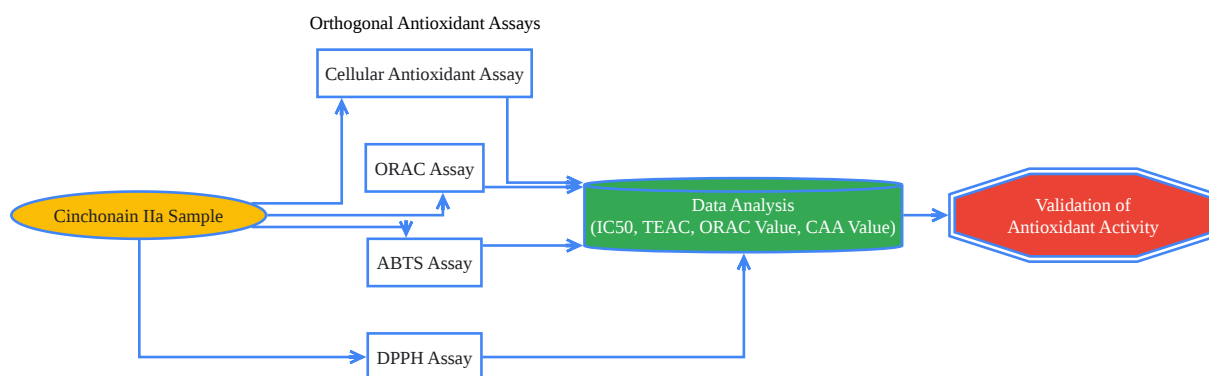 Orthogonal Antioxidant Assays
Cellular Antioxidant Assay
ORAC Assay
Cinchonain IIa Sample
ABTS Assay
DPPH Assay
Data Analysis
(IC50, TEAC, ORAC Value, CAA Value)
Validation of
Antioxidant Activity